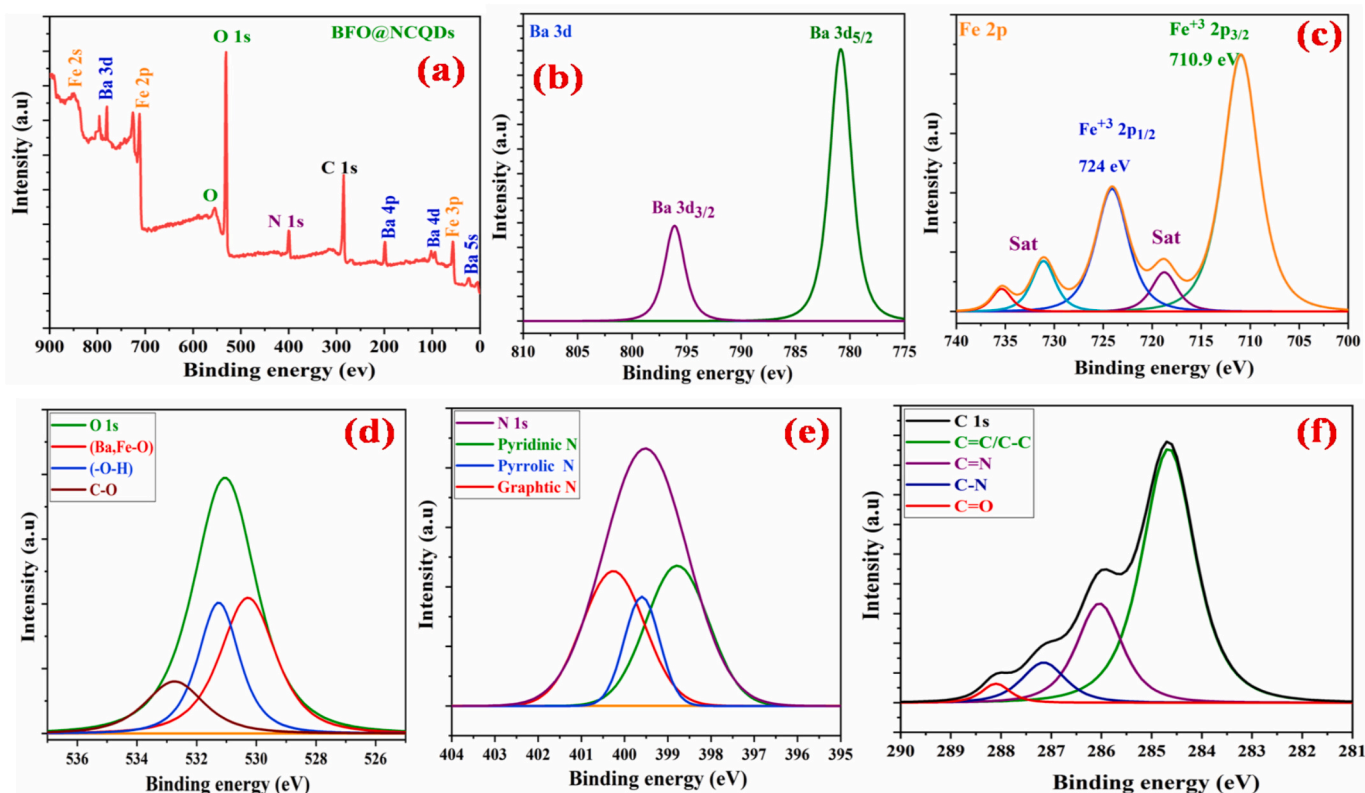 BFO@NCQDs
(a)
O 1s
Fe 2s
Ba 3d
Fe 2p
O
N 1s
C 1s
Ba 4p
Ba 4d
Fe 3p
Ba 5s
Intensity (a.u)
900 800 700 600 500 400 300 200 100 0
Binding energy (ev)
Ba 3d
(b)
Ba 3d5/2
Ba 3d3/2
Intensity (a.u)
810 805 800 795 790 785 780 775
Binding energy (ev)
Fe 2p
(c)
Fe+3 2p3/2
710.9 eV
Fe+3 2p1/2
724 eV
Sat
Sat
Intensity (a.u)
740 735 730 725 720 715 710 705 700
Binding energy (ev)
(d)
O 1s
(Ba,Fe-O)
(-O-H)
C-O
Intensity (a.u)
536 534 532 530 528 526
Binding energy (eV)
(e)
N 1s
Pyridinic N
Pyrrolic N
Graphtic N
Intensity (a.u)
404 403 402 401 400 399 398 397 396 395
Binding energy (eV)
(f)
C 1s
C=C/C-C
C=N
C-N
C=O
Intensity (a.u)
290 289 288 287 286 285 284 283 282 281
Binding energy (eV)